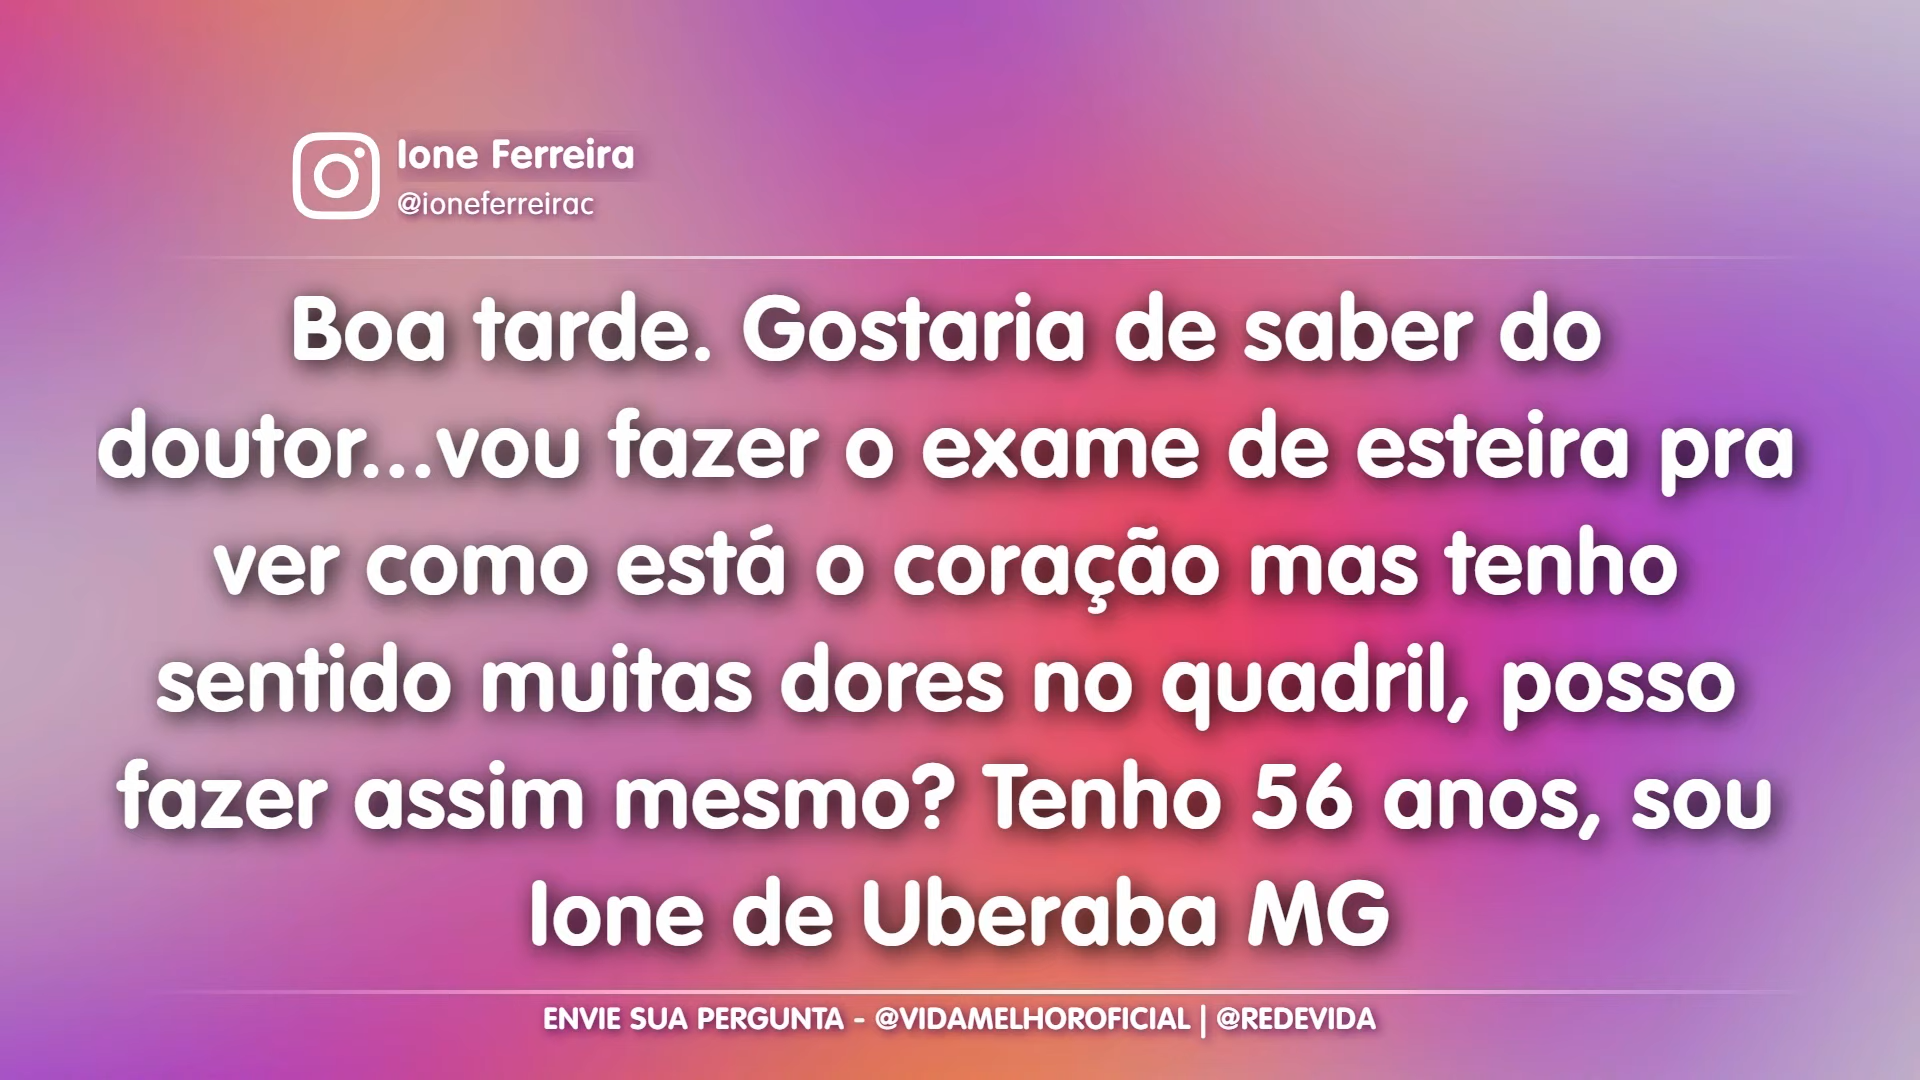 Ione Ferreira
@ioneferreirac
Boa tarde. Gostaria de saber do
doutor...vou fazer o exame de esteira pra
ver como está o coração mas tenho
sentido muitas dores no quadril, posso
fazer assim mesmo? Tenho 56 anos, sou
Ione de Uberaba MG
ENVIE SUA PERGUNTA - @VIDAMELHOROFICIAL | @REDEVIDA